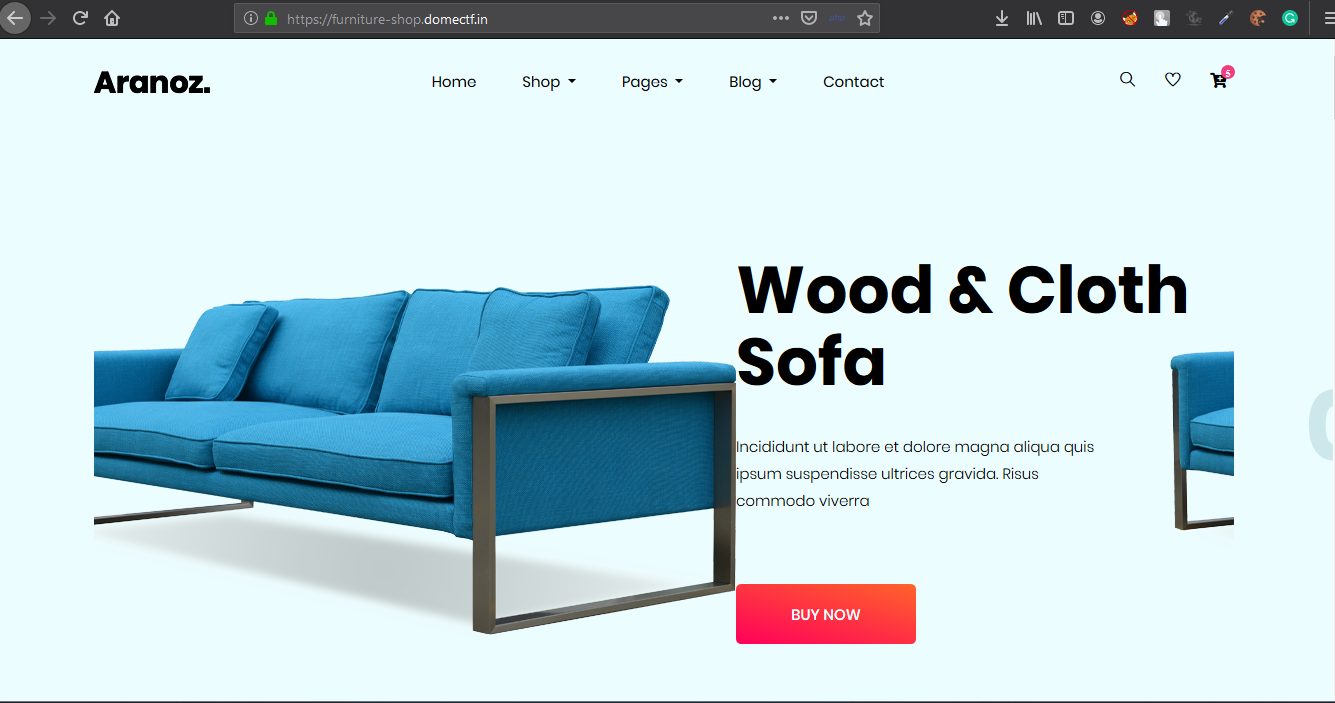 https://furniture-shop.domectf.in
php
Aranoz.
Home
Shop
Pages
Blog
Contact
5
Wood & Cloth
Sofa
Incididunt ut labore et dolore magna aliqua quis
ipsum suspendisse ultrices gravida. Risus
commodo viverra
BUY NOW